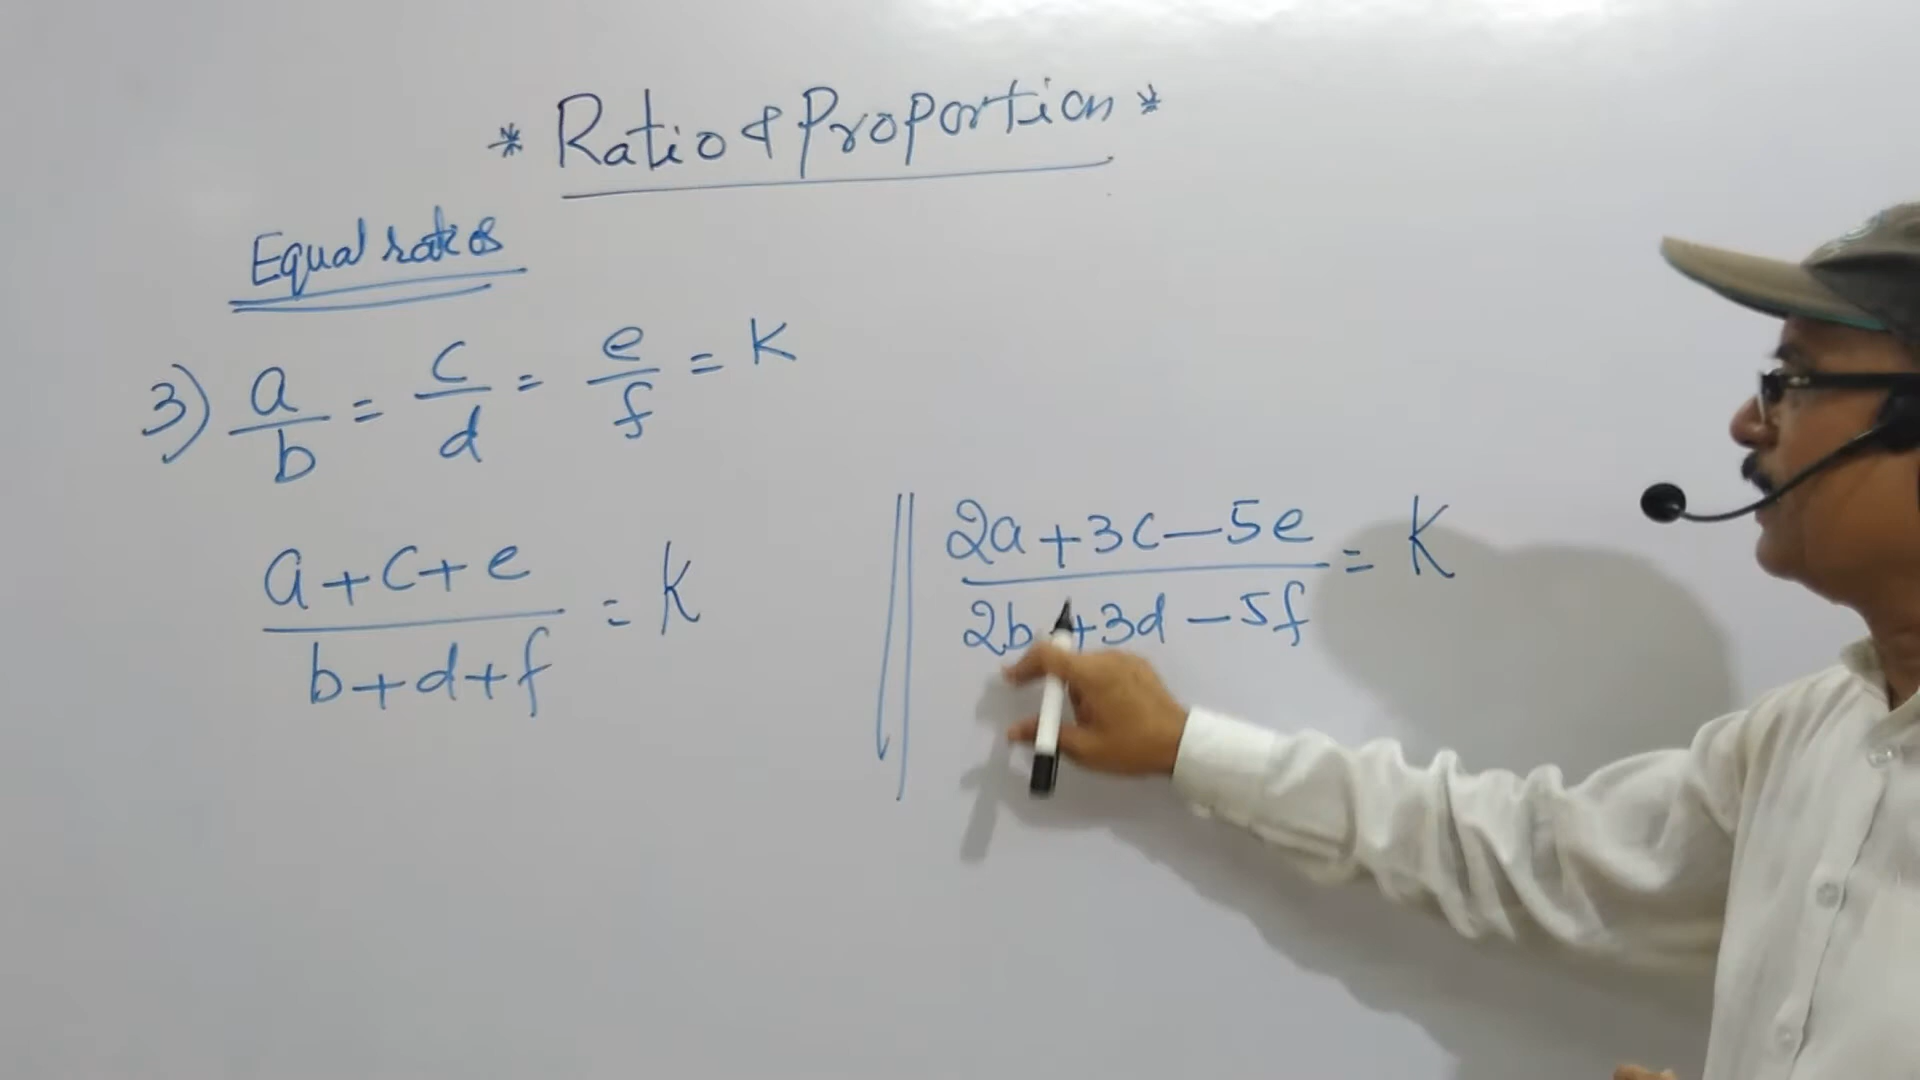 * Ratio & Proportion *
Equal ratios
3) a/b = c/d = e/f = K
a+c+e / b+d+f = K
2a+3c-5e / 2b+3d-5f = K